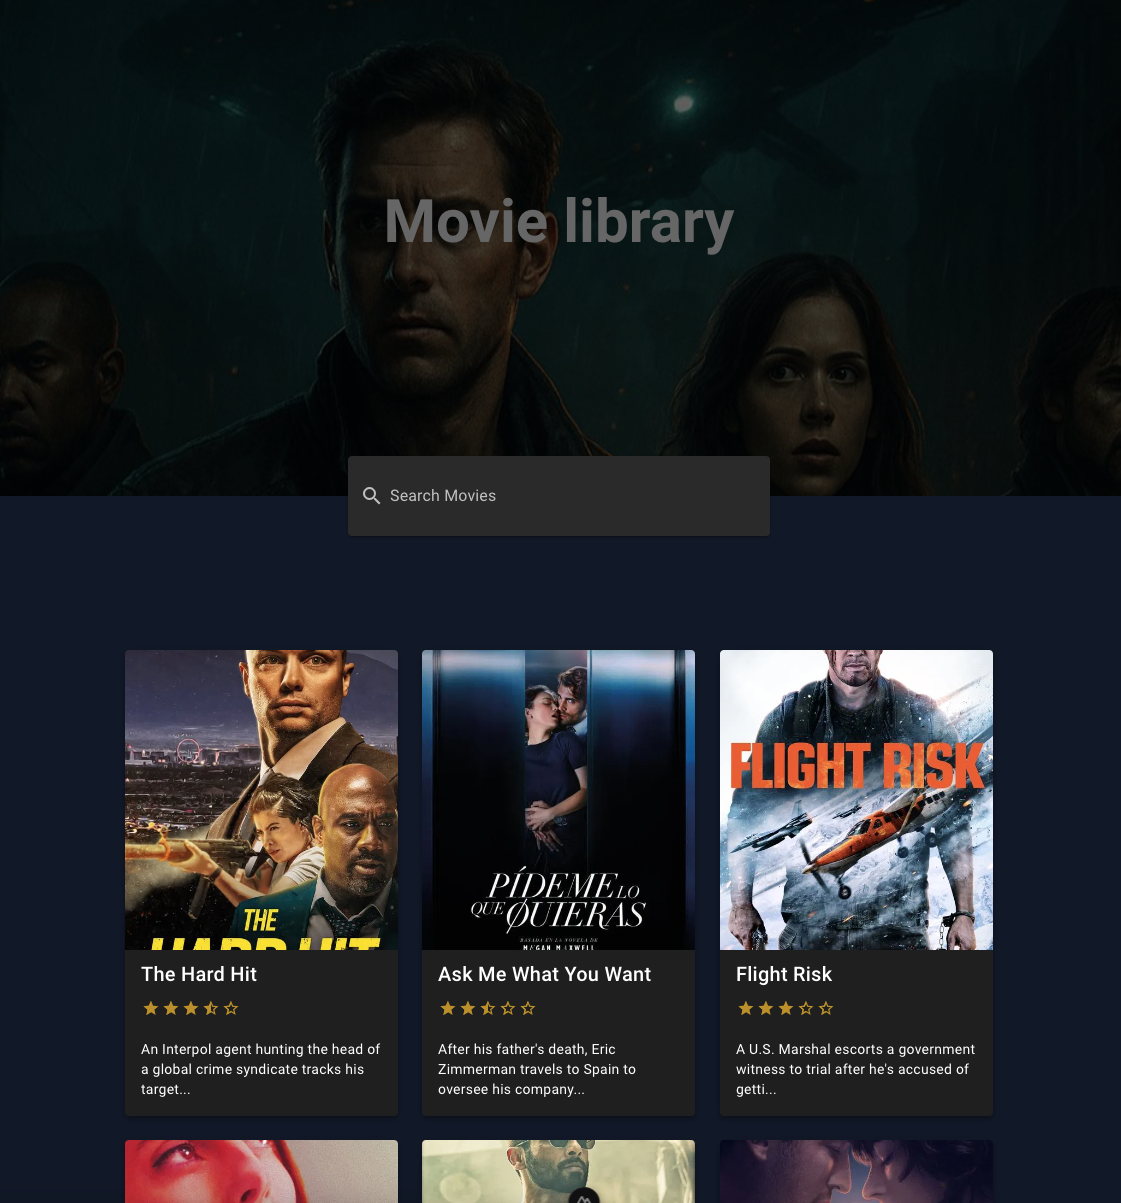 Movie library
Search Movies
THE
HARD HIT
The Hard Hit
An Interpol agent hunting the head of
a global crime syndicate tracks his
target...
PÍDEME LO
QUE QUIERAS
BASADA EN LA NOVELA DE
MEGAN MAXWELL
Ask Me What You Want
After his father's death, Eric
Zimmerman travels to Spain to
oversee his company...
FLIGHT RISK
Flight Risk
A U.S. Marshal escorts a government
witness to trial after he's accused of
getti...